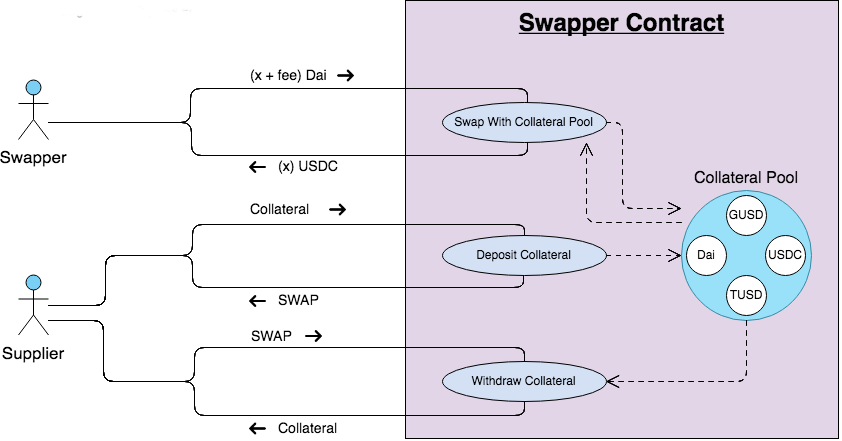 Swapper Contract
(x + fee) Dai
Swap With Collateral Pool
Swapper
(x) USDC
Collateral Pool
Collateral
GUSD
Deposit Collateral
Dai
USDC
TUSD
SWAP
SWAP
Supplier
Withdraw Collateral
Collateral